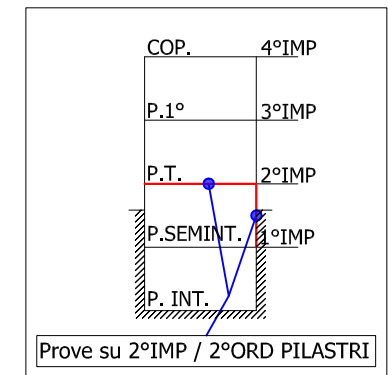 COP. 4°IMP
P.1° 3°IMP
P.T. 2°IMP
P.SEMINT. 1°IMP
P. INT.
Prove su 2°IMP / 2°ORD PILASTRI